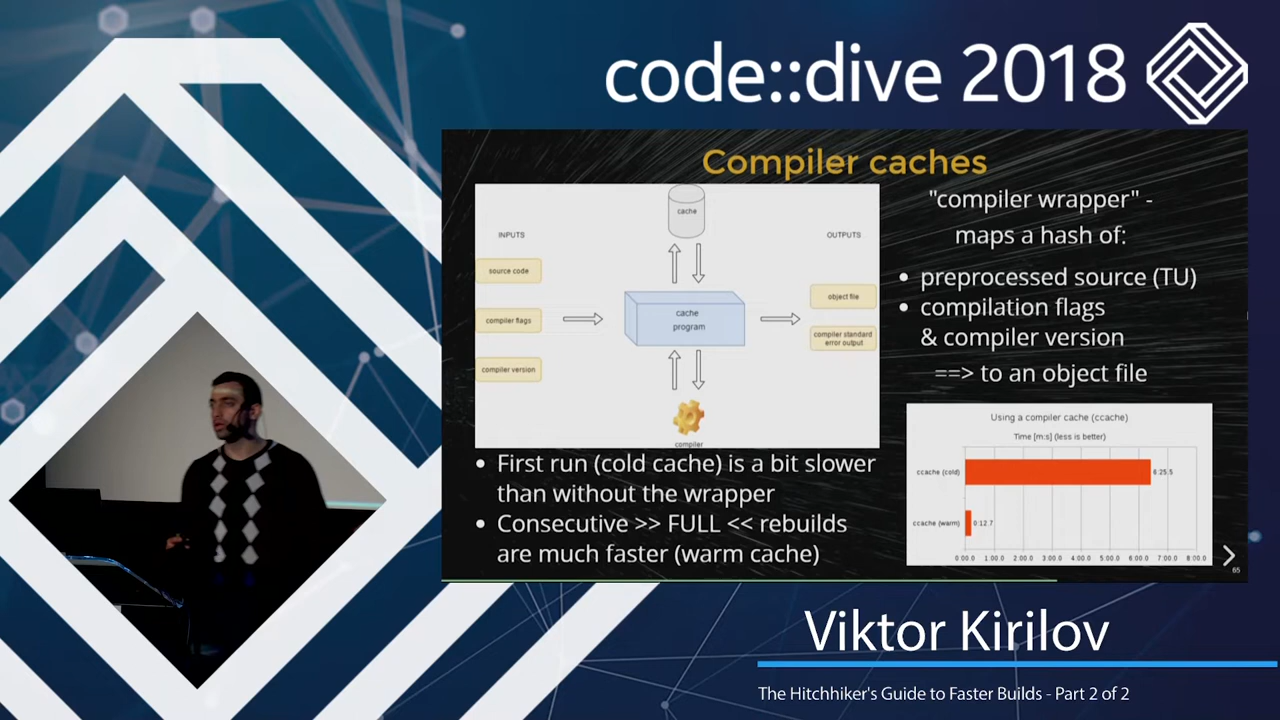 code::dive 2018
Compiler caches
cache
INPUTS
OUTPUTS
source code
compiler flags
compiler version
cache
program
object file
compiler standard
error output
compiler
"compiler wrapper" -
maps a hash of:
• preprocessed source (TU)
• compilation flags
& compiler version
==> to an object file
• First run (cold cache) is a bit slower
than without the wrapper
• Consecutive >> FULL << rebuilds
are much faster (warm cache)
Using a compiler cache (ccache)
Time [m:s] (less is better)
ccache (cold)
6:25.5
ccache (warm)
0:12.7
0:00.0 1:00.0 2:00.0 3:00.0 4:00.0 5:00.0 6:00.0 7:00.0 8:00.0
65
Viktor Kirilov
The Hitchhiker's Guide to Faster Builds - Part 2 of 2